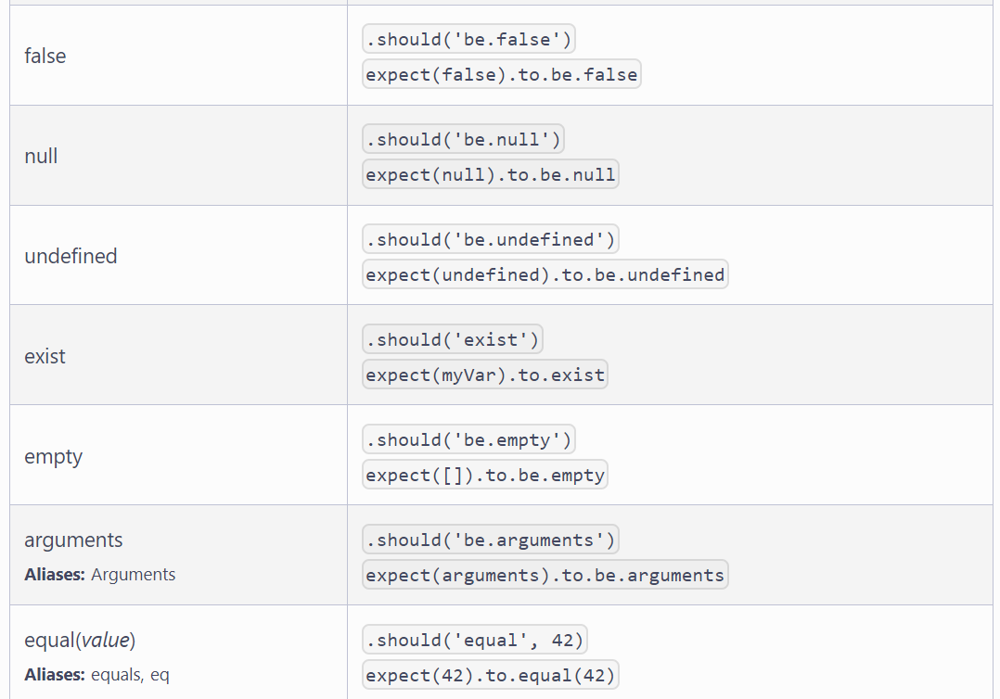 false
.should('be.false')
expect(false).to.be.false
null
.should('be.null')
expect(null).to.be.null
undefined
.should('be.undefined')
expect(undefined).to.be.undefined
exist
.should('exist')
expect(myVar).to.exist
empty
.should('be.empty')
expect([]).to.be.empty
arguments
Aliases: Arguments
.should('be.arguments')
expect(arguments).to.be.arguments
equal(value)
Aliases: equals, eq
.should('equal', 42)
expect(42).to.equal(42)